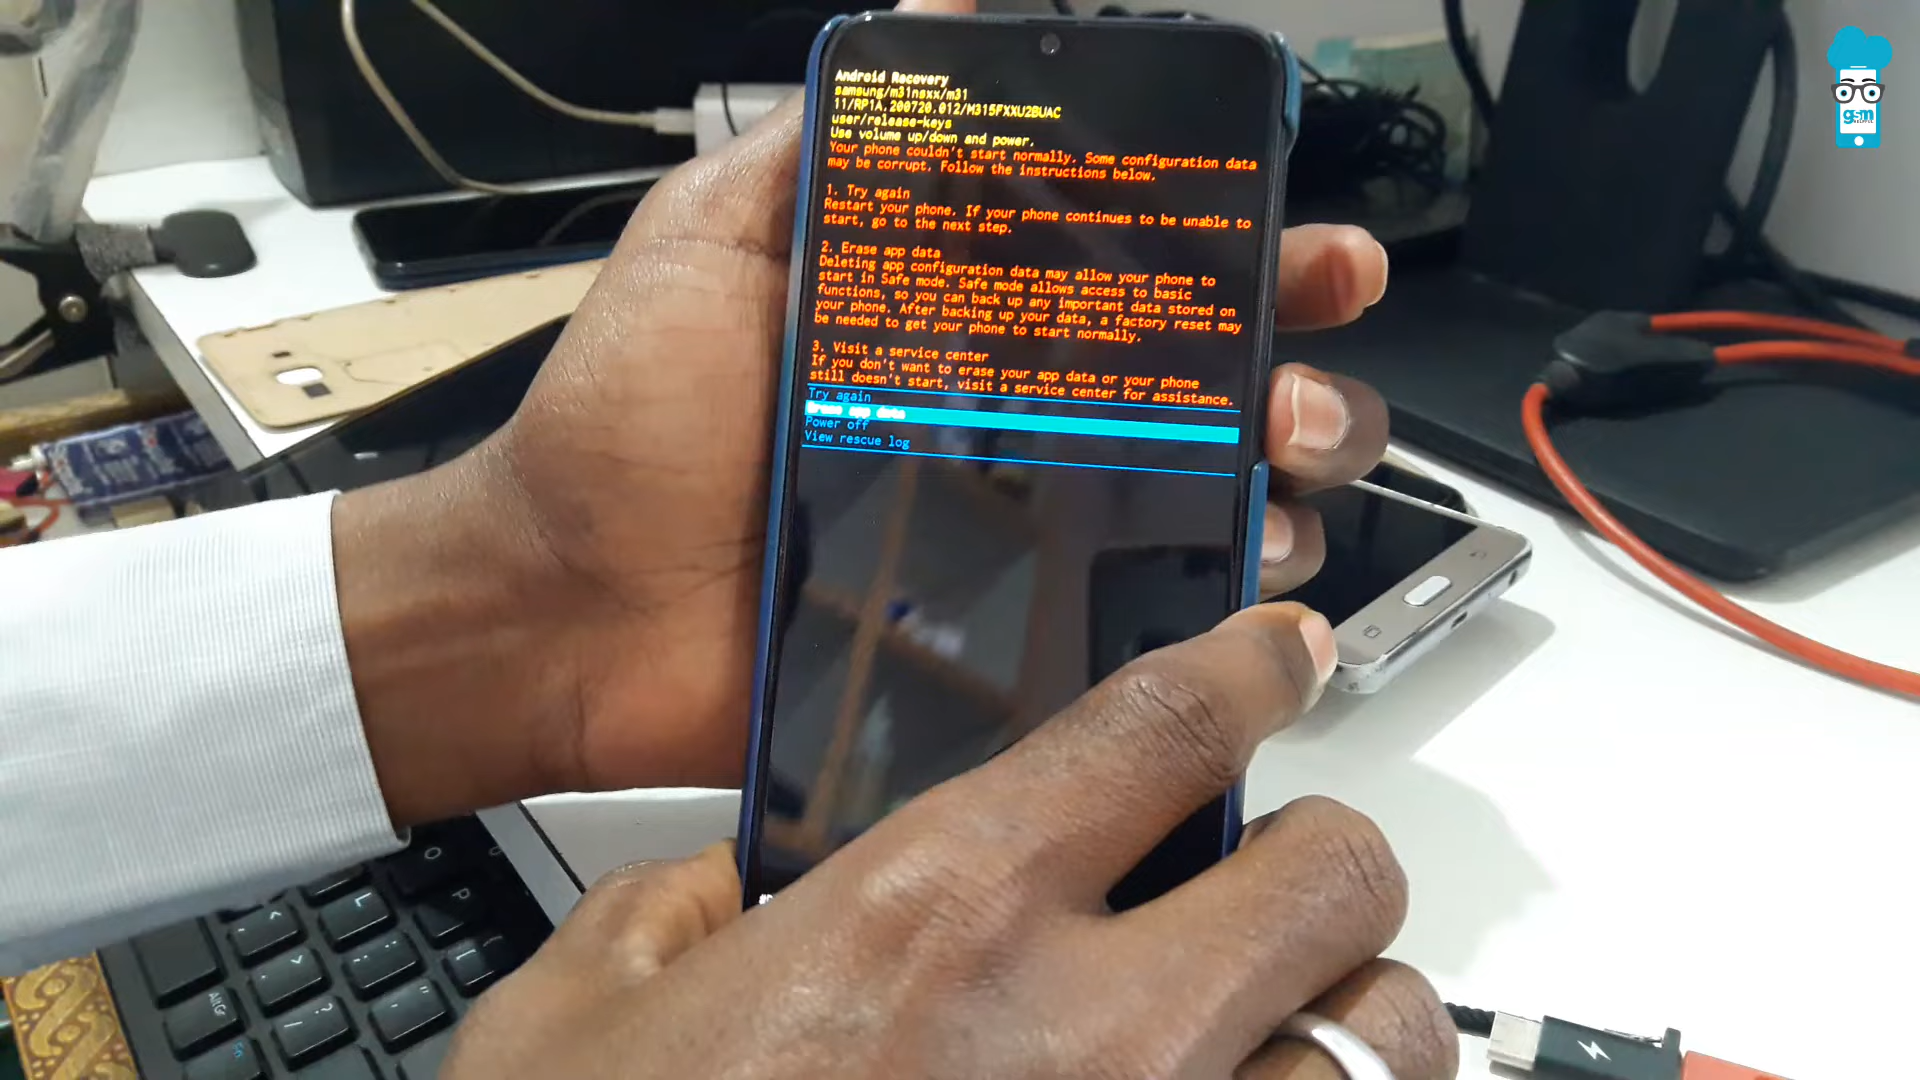 Android Recovery
samsung/m31nsxx/m31
11/RP1A.200720.012/M315FXXU2BUAC
user/release-keys
Use volume up/down and power.
Your phone couldn't start normally. Some configuration data
may be corrupt. Follow the instructions below.
1. Try again
Restart your phone. If your phone continues to be unable to
start, go to the next step.
2. Erase app data
Deleting app configuration data may allow your phone to
start in Safe mode. Safe mode allows access to basic
functions, so you can back up any important data stored on
your phone. After backing up your data, a factory reset may
be needed to get your phone to start normally.
3. Visit a service center
If you don't want to erase your app data or your phone
still doesn't start, visit a service center for assistance.
Try again
Erase app data
Power off
View rescue log
gsm
O
P
L
AltGr
Fn